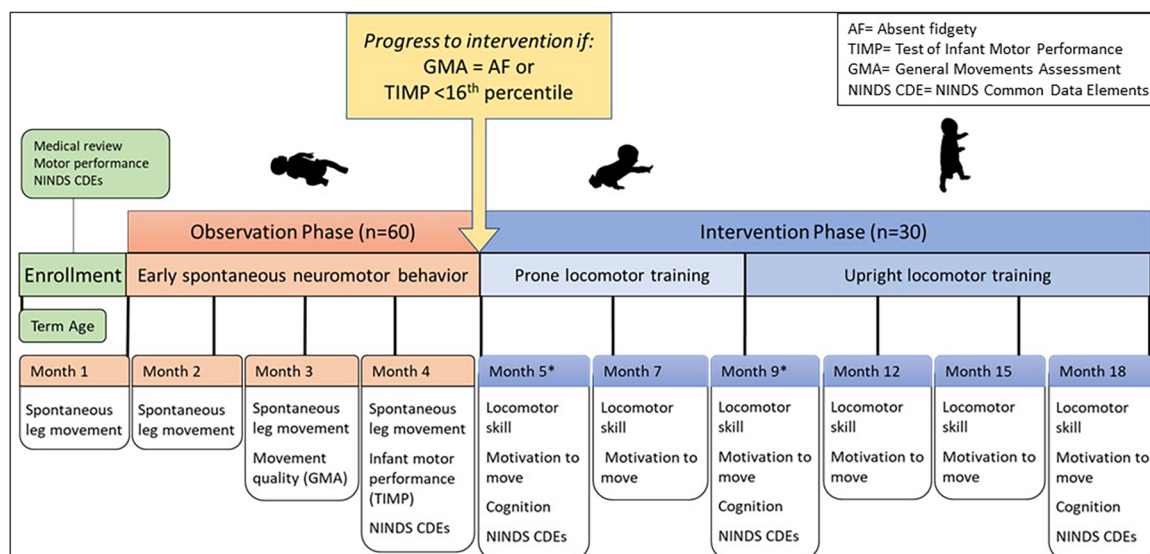 Progress to intervention if:
GMA = AF or
TIMP <16th percentile
AF= Absent fidgety
TIMP= Test of Infant Motor Performance
GMA= General Movements Assessment
NINDS CDE= NINDS Common Data Elements
Medical review
Motor performance
NINDS CDEs
Observation Phase (n=60)
Intervention Phase (n=30)
Enrollment
Early spontaneous neuromotor behavior
Prone locomotor training
Upright locomotor training
Term Age
Month 1
Spontaneous
leg movement
Month 2
Spontaneous
leg movement
Month 3
Spontaneous
leg movement
Movement
quality (GMA)
Month 4
Spontaneous
leg movement
Infant motor
performance
(TIMP)
NINDS CDEs
Month 5*
Locomotor
skill
Motivation to
move
Cognition
NINDS CDEs
Month 7
Locomotor
skill
Motivation to
move
Month 9*
Locomotor
skill
Motivation to
move
Cognition
NINDS CDEs
Month 12
Locomotor
skill
Motivation to
move
Month 15
Locomotor
skill
Motivation to
move
Month 18
Locomotor
skill
Motivation to
move
Cognition
NINDS CDEs